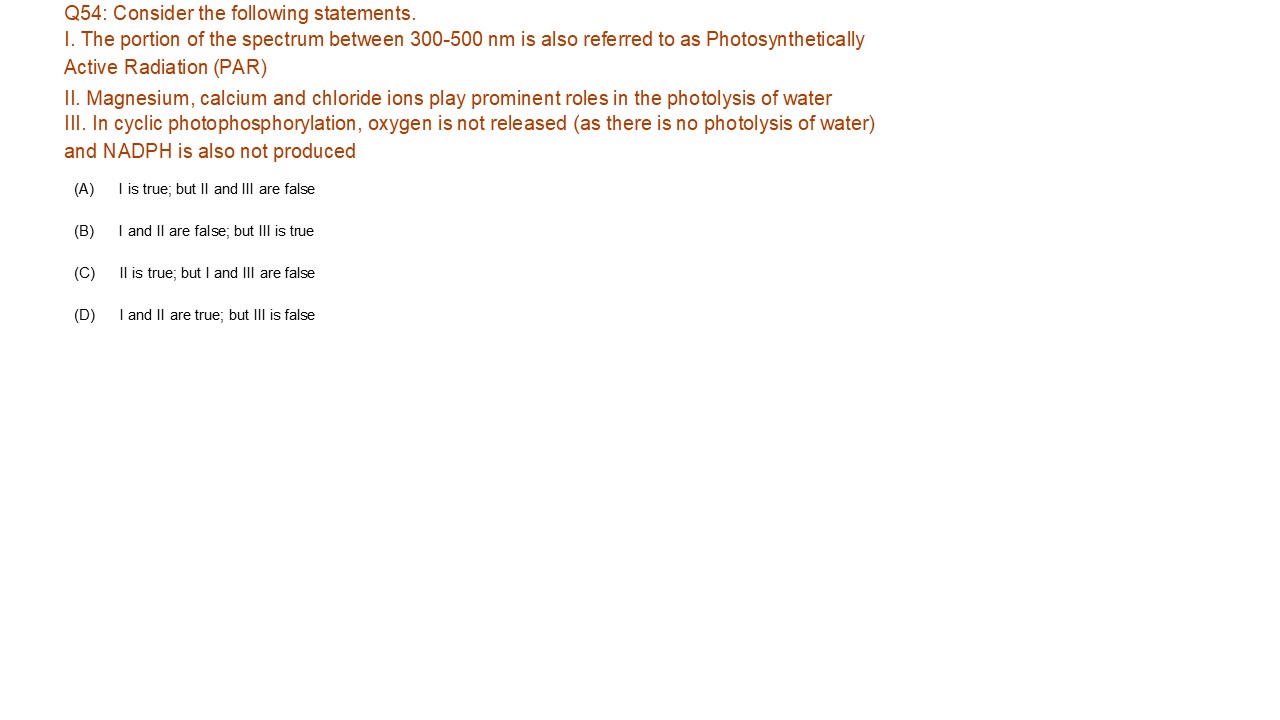 Q54: Consider the following statements.
I. The portion of the spectrum between 300-500 nm is also referred to as Photosynthetically
Active Radiation (PAR)
II. Magnesium, calcium and chloride ions play prominent roles in the photolysis of water
III. In cyclic photophosphorylation, oxygen is not released (as there is no photolysis of water)
and NADPH is also not produced
(A) I is true; but II and III are false
(B) I and II are false; but III is true
(C) II is true; but I and III are false
(D) I and II are true; but III is false